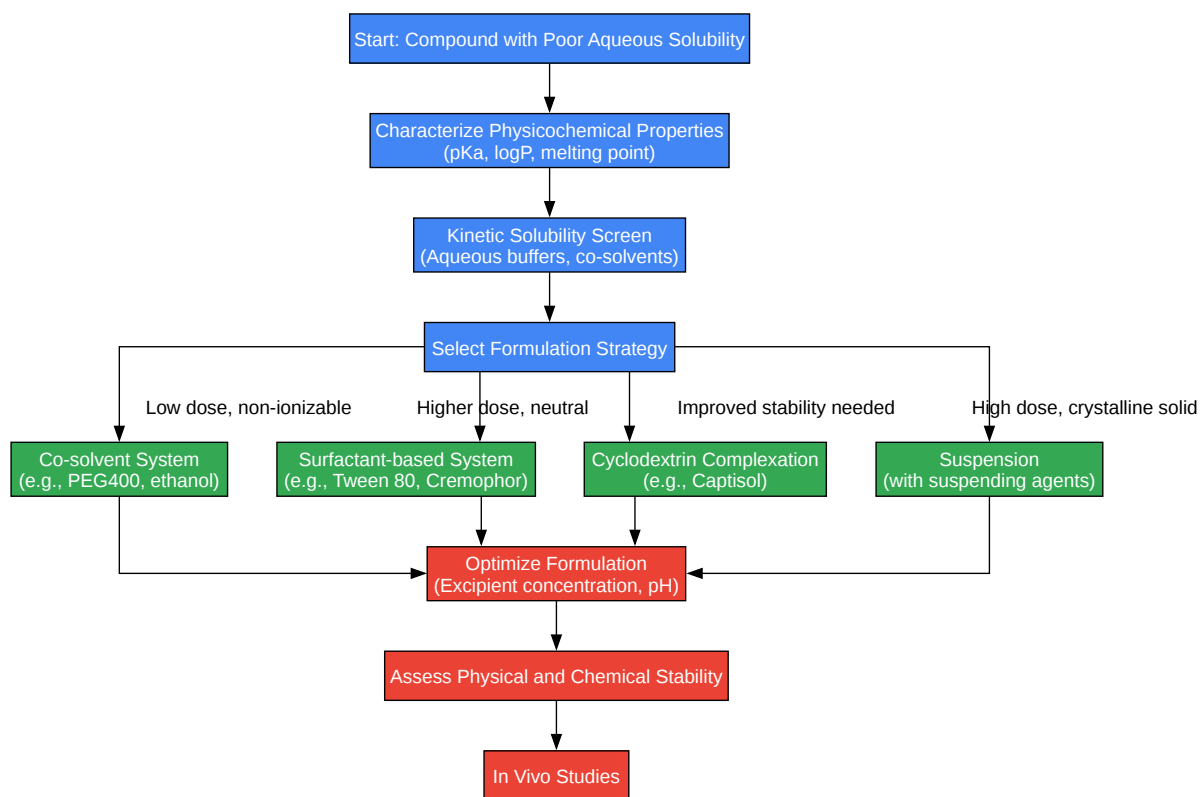 Start: Compound with Poor Aqueous Solubility
Characterize Physicochemical Properties
(pKa, logP, melting point)
Kinetic Solubility Screen
(Aqueous buffers, co-solvents)
Select Formulation Strategy
Low dose, non-ionizable
Higher dose, neutral
Improved stability needed
High dose, crystalline solid
Co-solvent System
(e.g., PEG400, ethanol)
Surfactant-based System
(e.g., Tween 80, Cremophor)
Cyclodextrin Complexation
(e.g., Captisol)
Suspension
(with suspending agents)
Optimize Formulation
(Excipient concentration, pH)
Assess Physical and Chemical Stability
In Vivo Studies